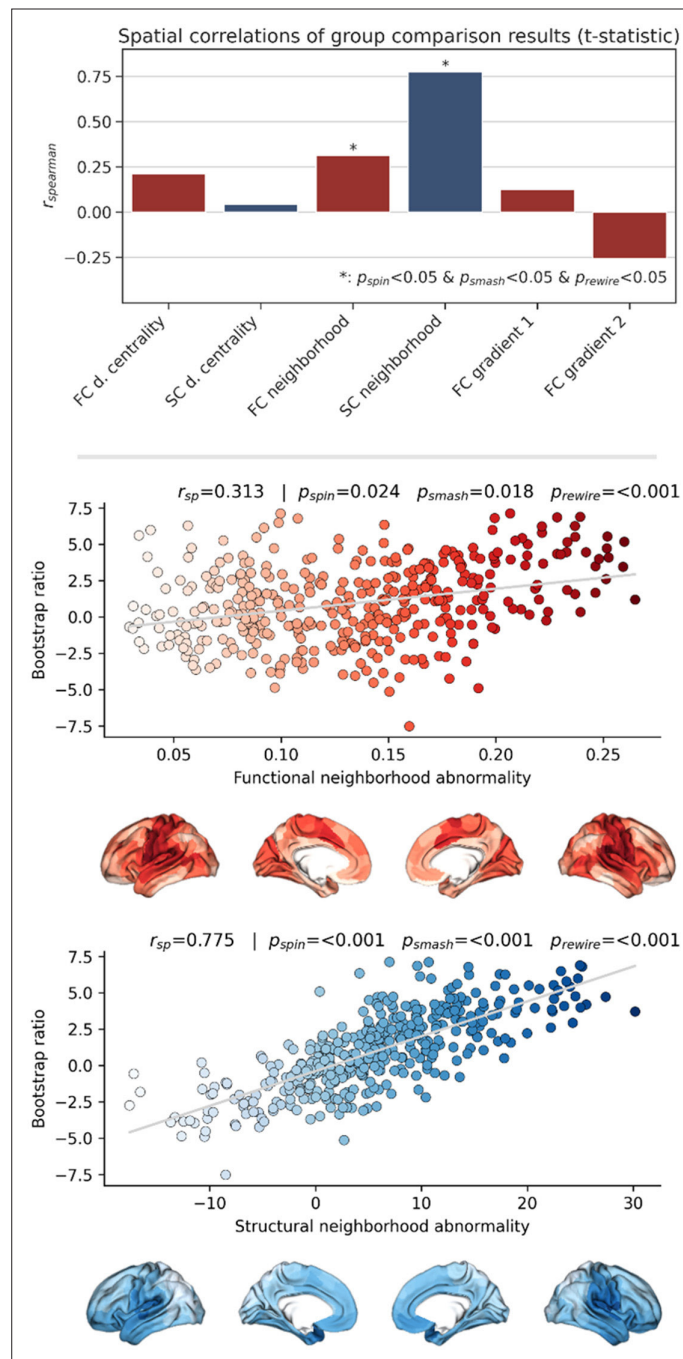 Spatial correlations of group comparison results (t-statistic)
0.75
0.50
0.25
0.00
−0.25
r_spearman
*
*
*: p_spin<0.05 & p_smash<0.05 & p_rewire<0.05
FC d. centrality
SC d. centrality
FC neighborhood
SC neighborhood
FC gradient 1
FC gradient 2
r_sp=0.313 | p_spin=0.024 p_smash=0.018 p_rewire=<0.001
7.5
5.0
2.5
0.0
−2.5
−5.0
−7.5
Bootstrap ratio
0.05 0.10 0.15 0.20 0.25
Functional neighborhood abnormality
r_sp=0.775 | p_spin=<0.001 p_smash=<0.001 p_rewire=<0.001
7.5
5.0
2.5
0.0
−2.5
−5.0
−7.5
Bootstrap ratio
−10 0 10 20 30
Structural neighborhood abnormality